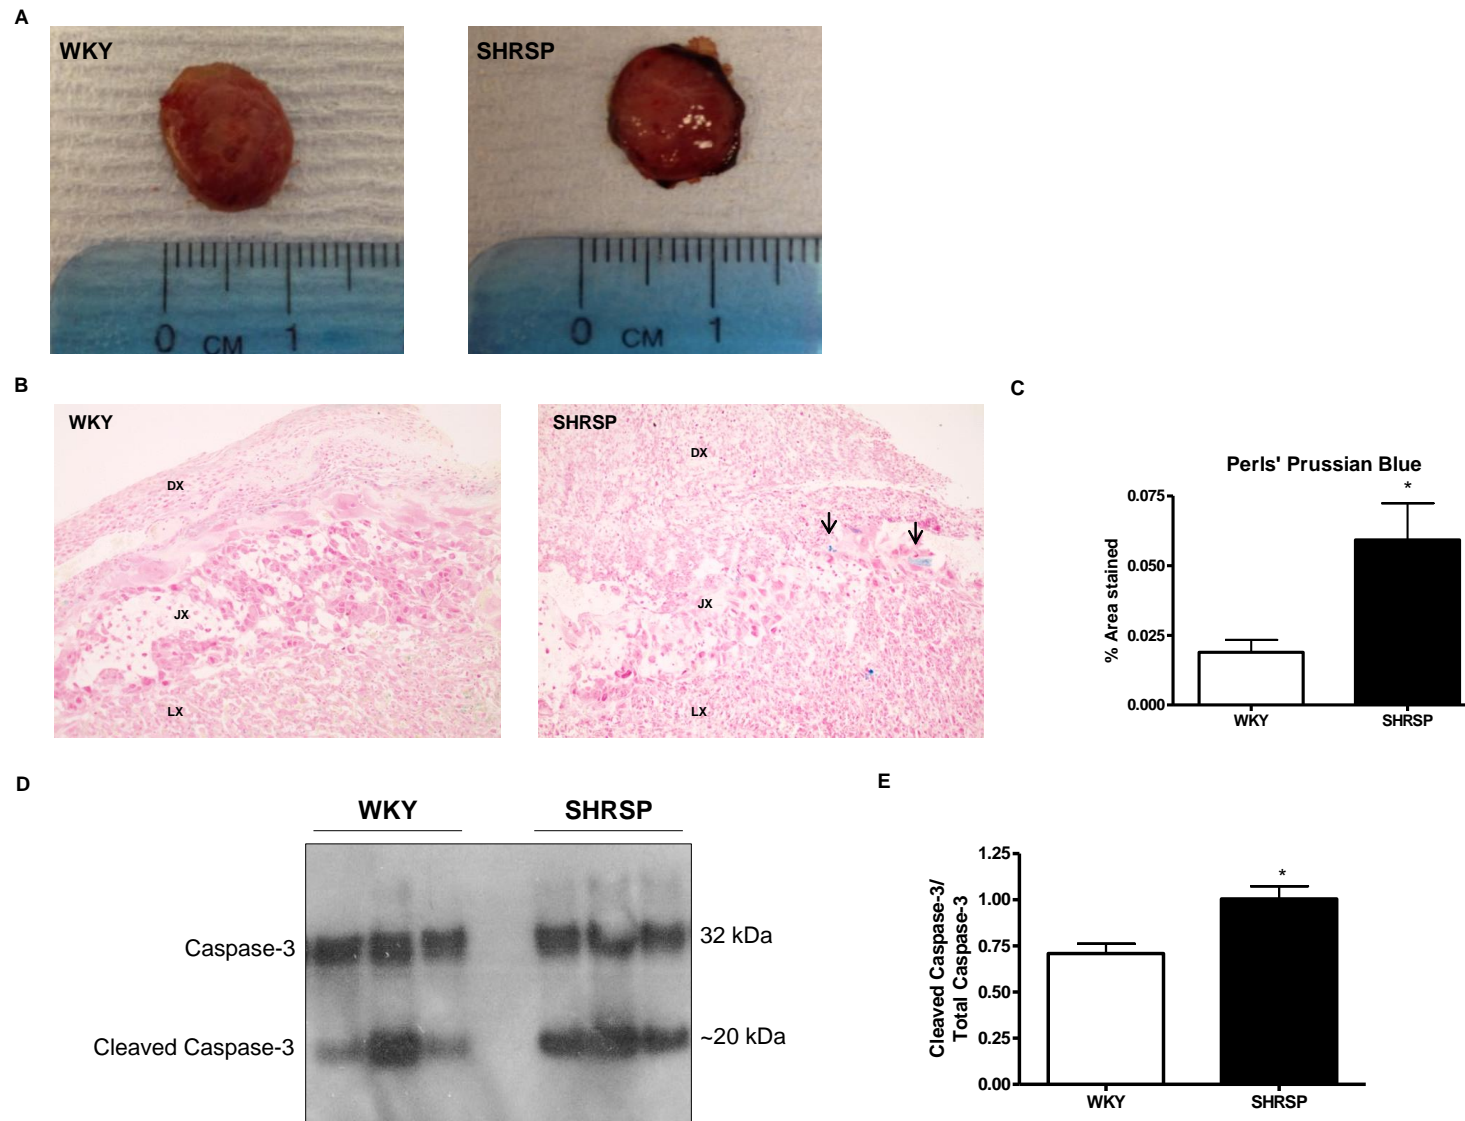 A
WKY
SHRSP
0 CM 1
0 CM 1
B
WKY
DX
JX
LX
SHRSP
DX
JX
LX
C
Perls' Prussian Blue
*
% Area stained
0.075
0.050
0.025
0.000
WKY
SHRSP
D
WKY
SHRSP
Caspase-3
32 kDa
Cleaved Caspase-3
~20 kDa
E
Cleaved Caspase-3/
Total Caspase-3
*
1.25
1.00
0.75
0.50
0.25
0.00
WKY
SHRSP